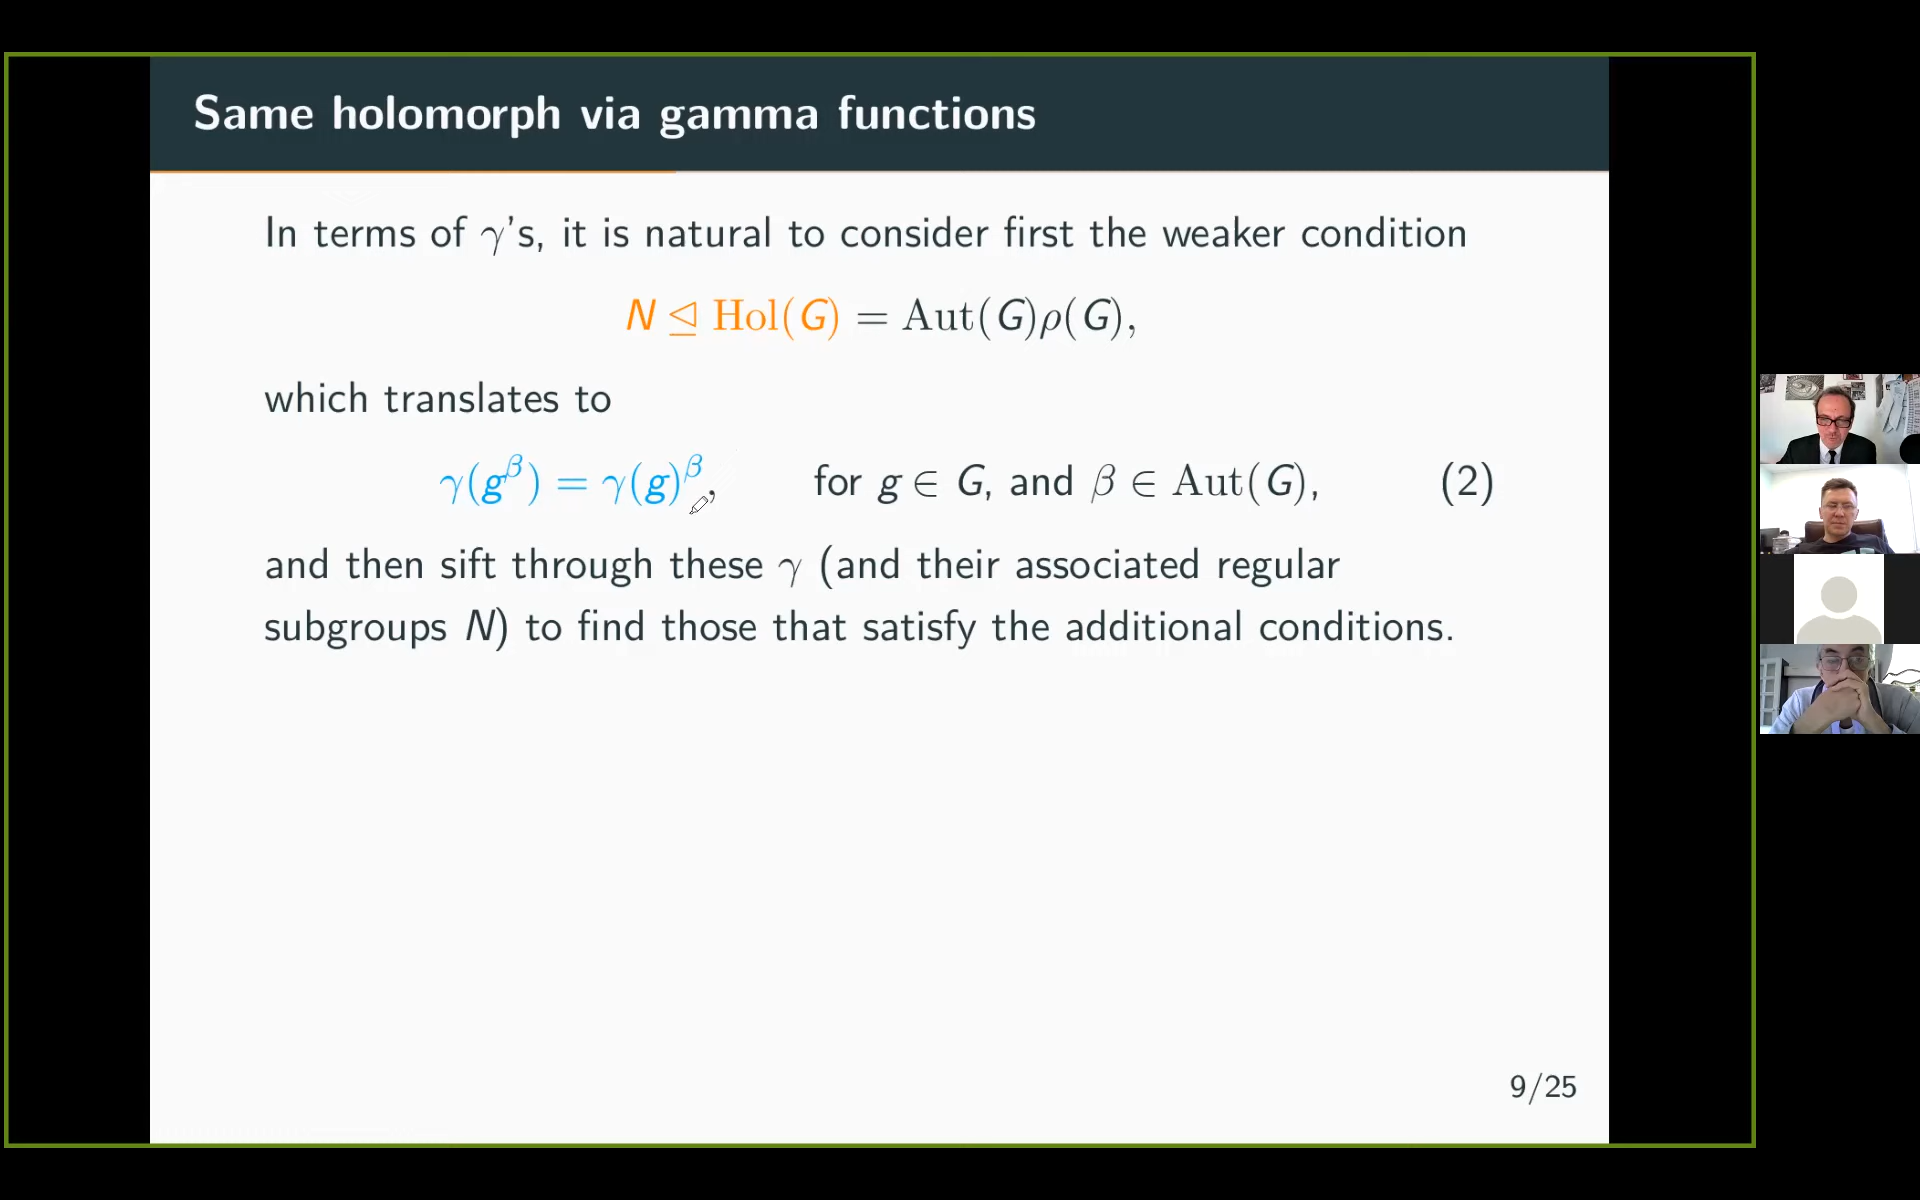 Same holomorph via gamma functions
In terms of γ's, it is natural to consider first the weaker condition
N ⊴ Hol(G) = Aut(G)ρ(G),
which translates to
γ(g^β) = γ(g)^β, for g ∈ G, and β ∈ Aut(G), (2)
and then sift through these γ (and their associated regular
subgroups N) to find those that satisfy the additional conditions.
9/25